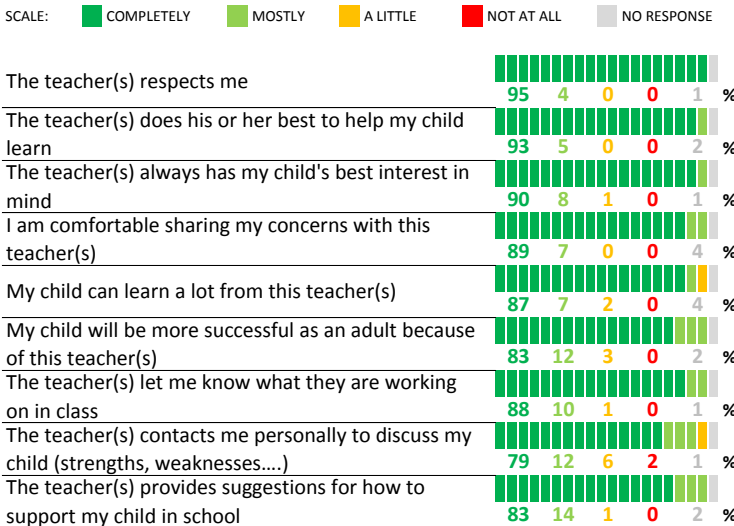 SCALE: COMPLETELY MOSTLY A LITTLE NOT AT ALL NO RESPONSE
The teacher(s) respects me
95 4 0 0 1 %
The teacher(s) does his or her best to help my child
learn
93 5 0 0 2 %
The teacher(s) always has my child's best interest in
mind
90 8 1 0 1 %
I am comfortable sharing my concerns with this
teacher(s)
89 7 0 0 4 %
My child can learn a lot from this teacher(s)
87 7 2 0 4 %
My child will be more successful as an adult because
of this teacher(s)
83 12 3 0 2 %
The teacher(s) let me know what they are working
on in class
88 10 1 0 1 %
The teacher(s) contacts me personally to discuss my
child (strengths, weaknesses....)
79 12 6 2 1 %
The teacher(s) provides suggestions for how to
support my child in school
83 14 1 0 2 %